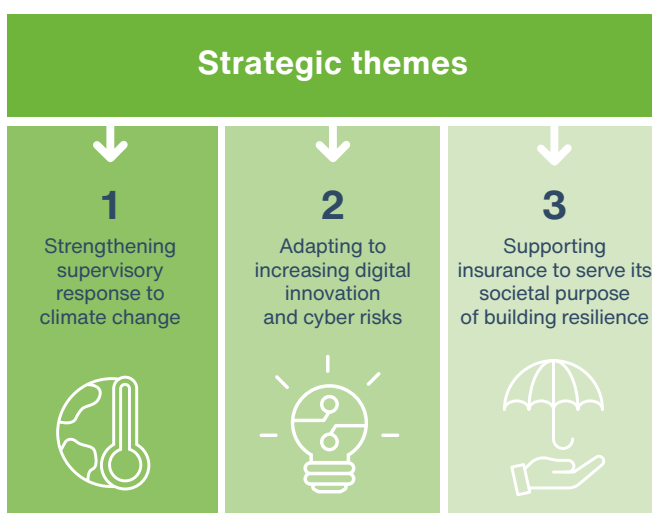 Strategic themes
1
Strengthening
supervisory
response to
climate change
2
Adapting to
increasing digital
innovation
and cyber risks
3
Supporting
insurance to serve its
societal purpose
of building resilience